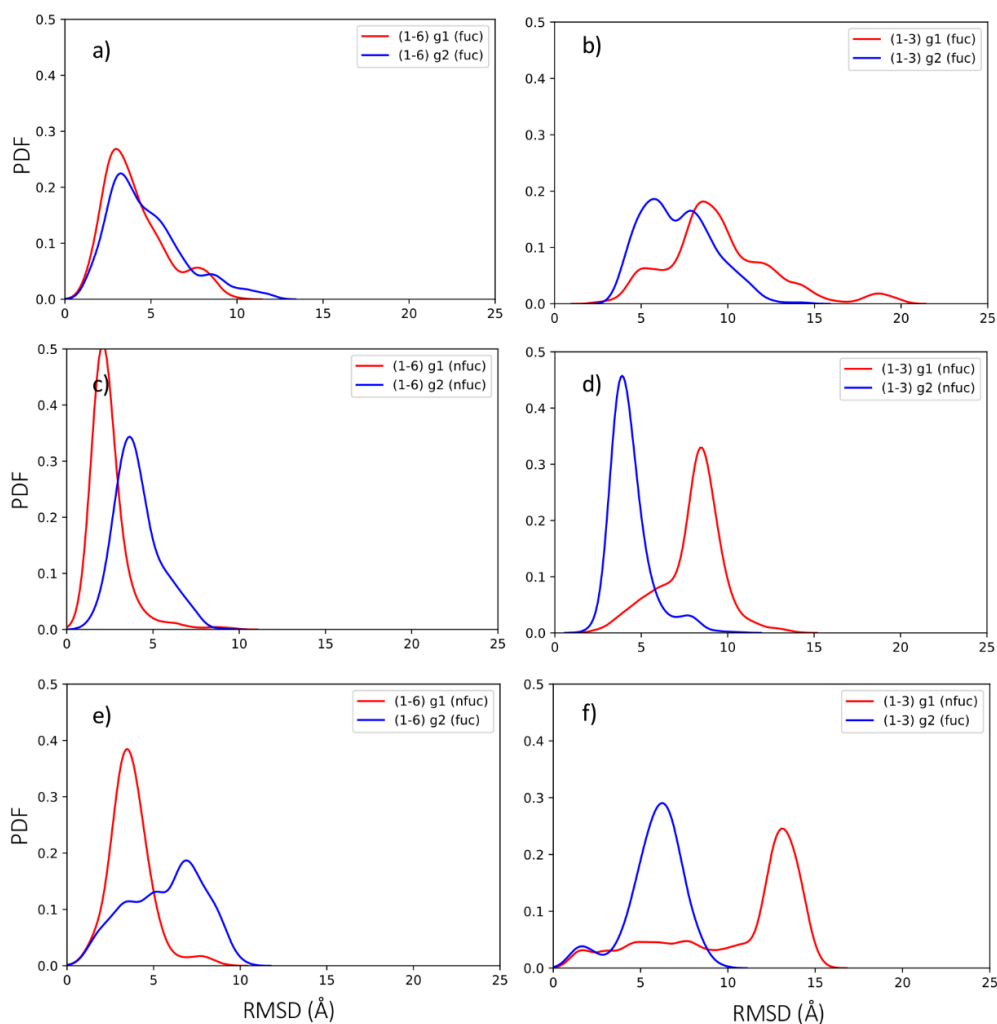 a)
(1-6) g1 (fuc)
(1-6) g2 (fuc)
0.5
0.4
0.3
0.2
0.1
0.0
PDF
0 5 10 15 20 25
b)
(1-3) g1 (fuc)
(1-3) g2 (fuc)
0.5
0.4
0.3
0.2
0.1
0.0
0 5 10 15 20 25
c)
(1-6) g1 (nfuc)
(1-6) g2 (nfuc)
0.5
0.4
0.3
0.2
0.1
0.0
PDF
0 5 10 15 20 25
d)
(1-3) g1 (nfuc)
(1-3) g2 (nfuc)
0.5
0.4
0.3
0.2
0.1
0.0
0 5 10 15 20 25
e)
(1-6) g1 (nfuc)
(1-6) g2 (fuc)
0.5
0.4
0.3
0.2
0.1
0.0
PDF
0 5 10 15 20 25
RMSD (Å)
f)
(1-3) g1 (nfuc)
(1-3) g2 (fuc)
0.5
0.4
0.3
0.2
0.1
0.0
0 5 10 15 20 25
RMSD (Å)